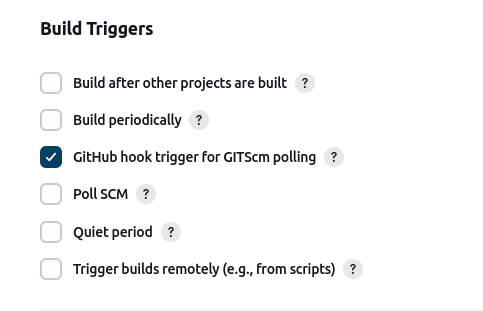 Build Triggers
Build after other projects are built ?
Build periodically ?
GitHub hook trigger for GITScm polling ?
Poll SCM ?
Quiet period ?
Trigger builds remotely (e.g., from scripts) ?